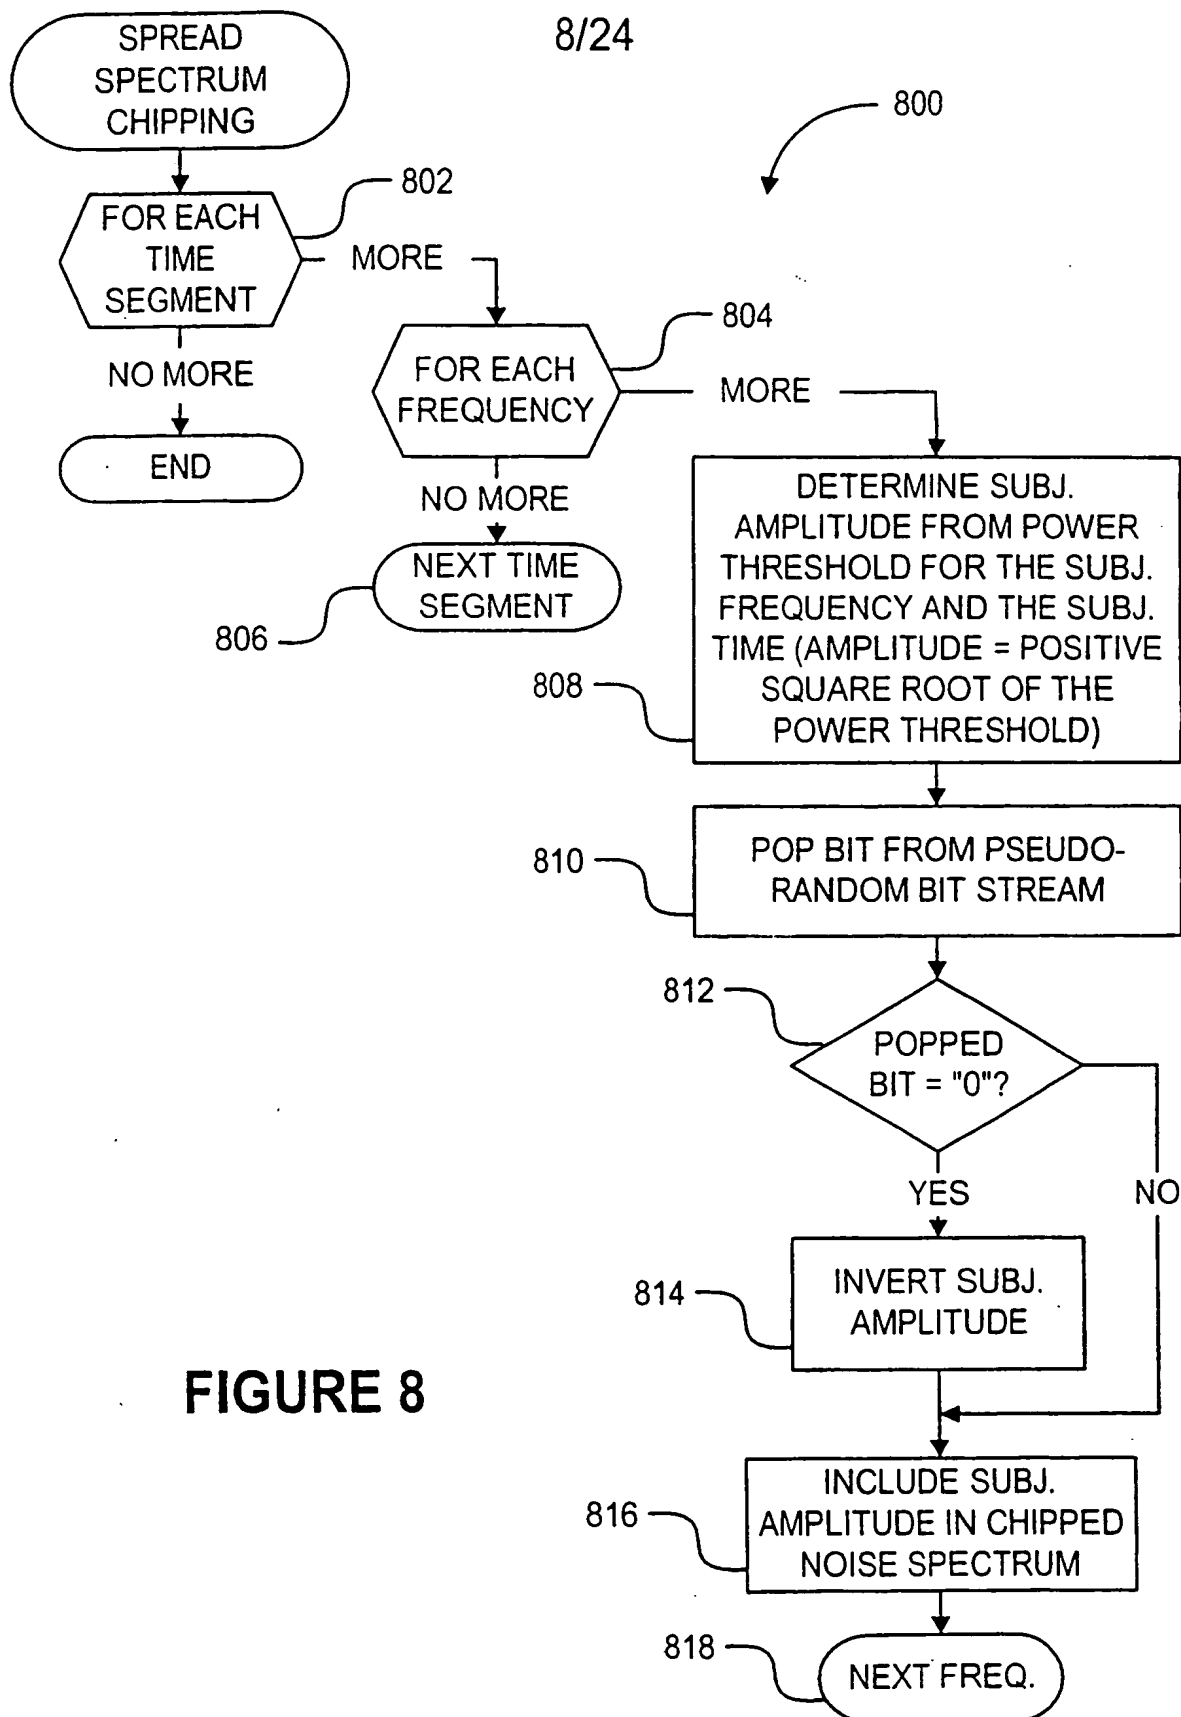 8/24
SPREAD
SPECTRUM
CHIPPING
800
802
FOR EACH
TIME
SEGMENT
MORE
NO MORE
END
804
FOR EACH
FREQUENCY
MORE
NO MORE
NEXT TIME
SEGMENT
806
DETERMINE SUBJ.
AMPLITUDE FROM POWER
THRESHOLD FOR THE SUBJ.
FREQUENCY AND THE SUBJ.
TIME (AMPLITUDE = POSITIVE
SQUARE ROOT OF THE
POWER THRESHOLD)
808
POP BIT FROM PSEUDO-
RANDOM BIT STREAM
810
812
POPPED
BIT = "0"?
YES
NO
INVERT SUBJ.
AMPLITUDE
814
FIGURE 8
INCLUDE SUBJ.
AMPLITUDE IN CHIPPED
NOISE SPECTRUM
816
818
NEXT FREQ.